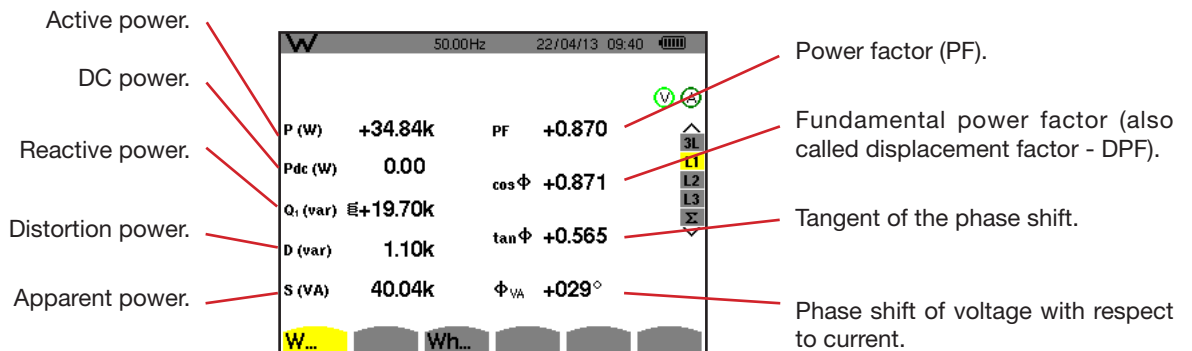 Active power.
DC power.
Reactive power.
Distortion power.
Apparent power.
W 50.00Hz 22/04/13 09:40
V A
P (W) +34.84k PF +0.870
3L
Pdc (W) 0.00
L1
cos Φ +0.871
L2
Q₁ (var) +19.70k
L3
Σ
tan Φ +0.565
D (var) 1.10k
S (VA) 40.04k Φ VA +029°
W... Wh...
Power factor (PF).
Fundamental power factor (also
called displacement factor - DPF).
Tangent of the phase shift.
Phase shift of voltage with respect
to current.